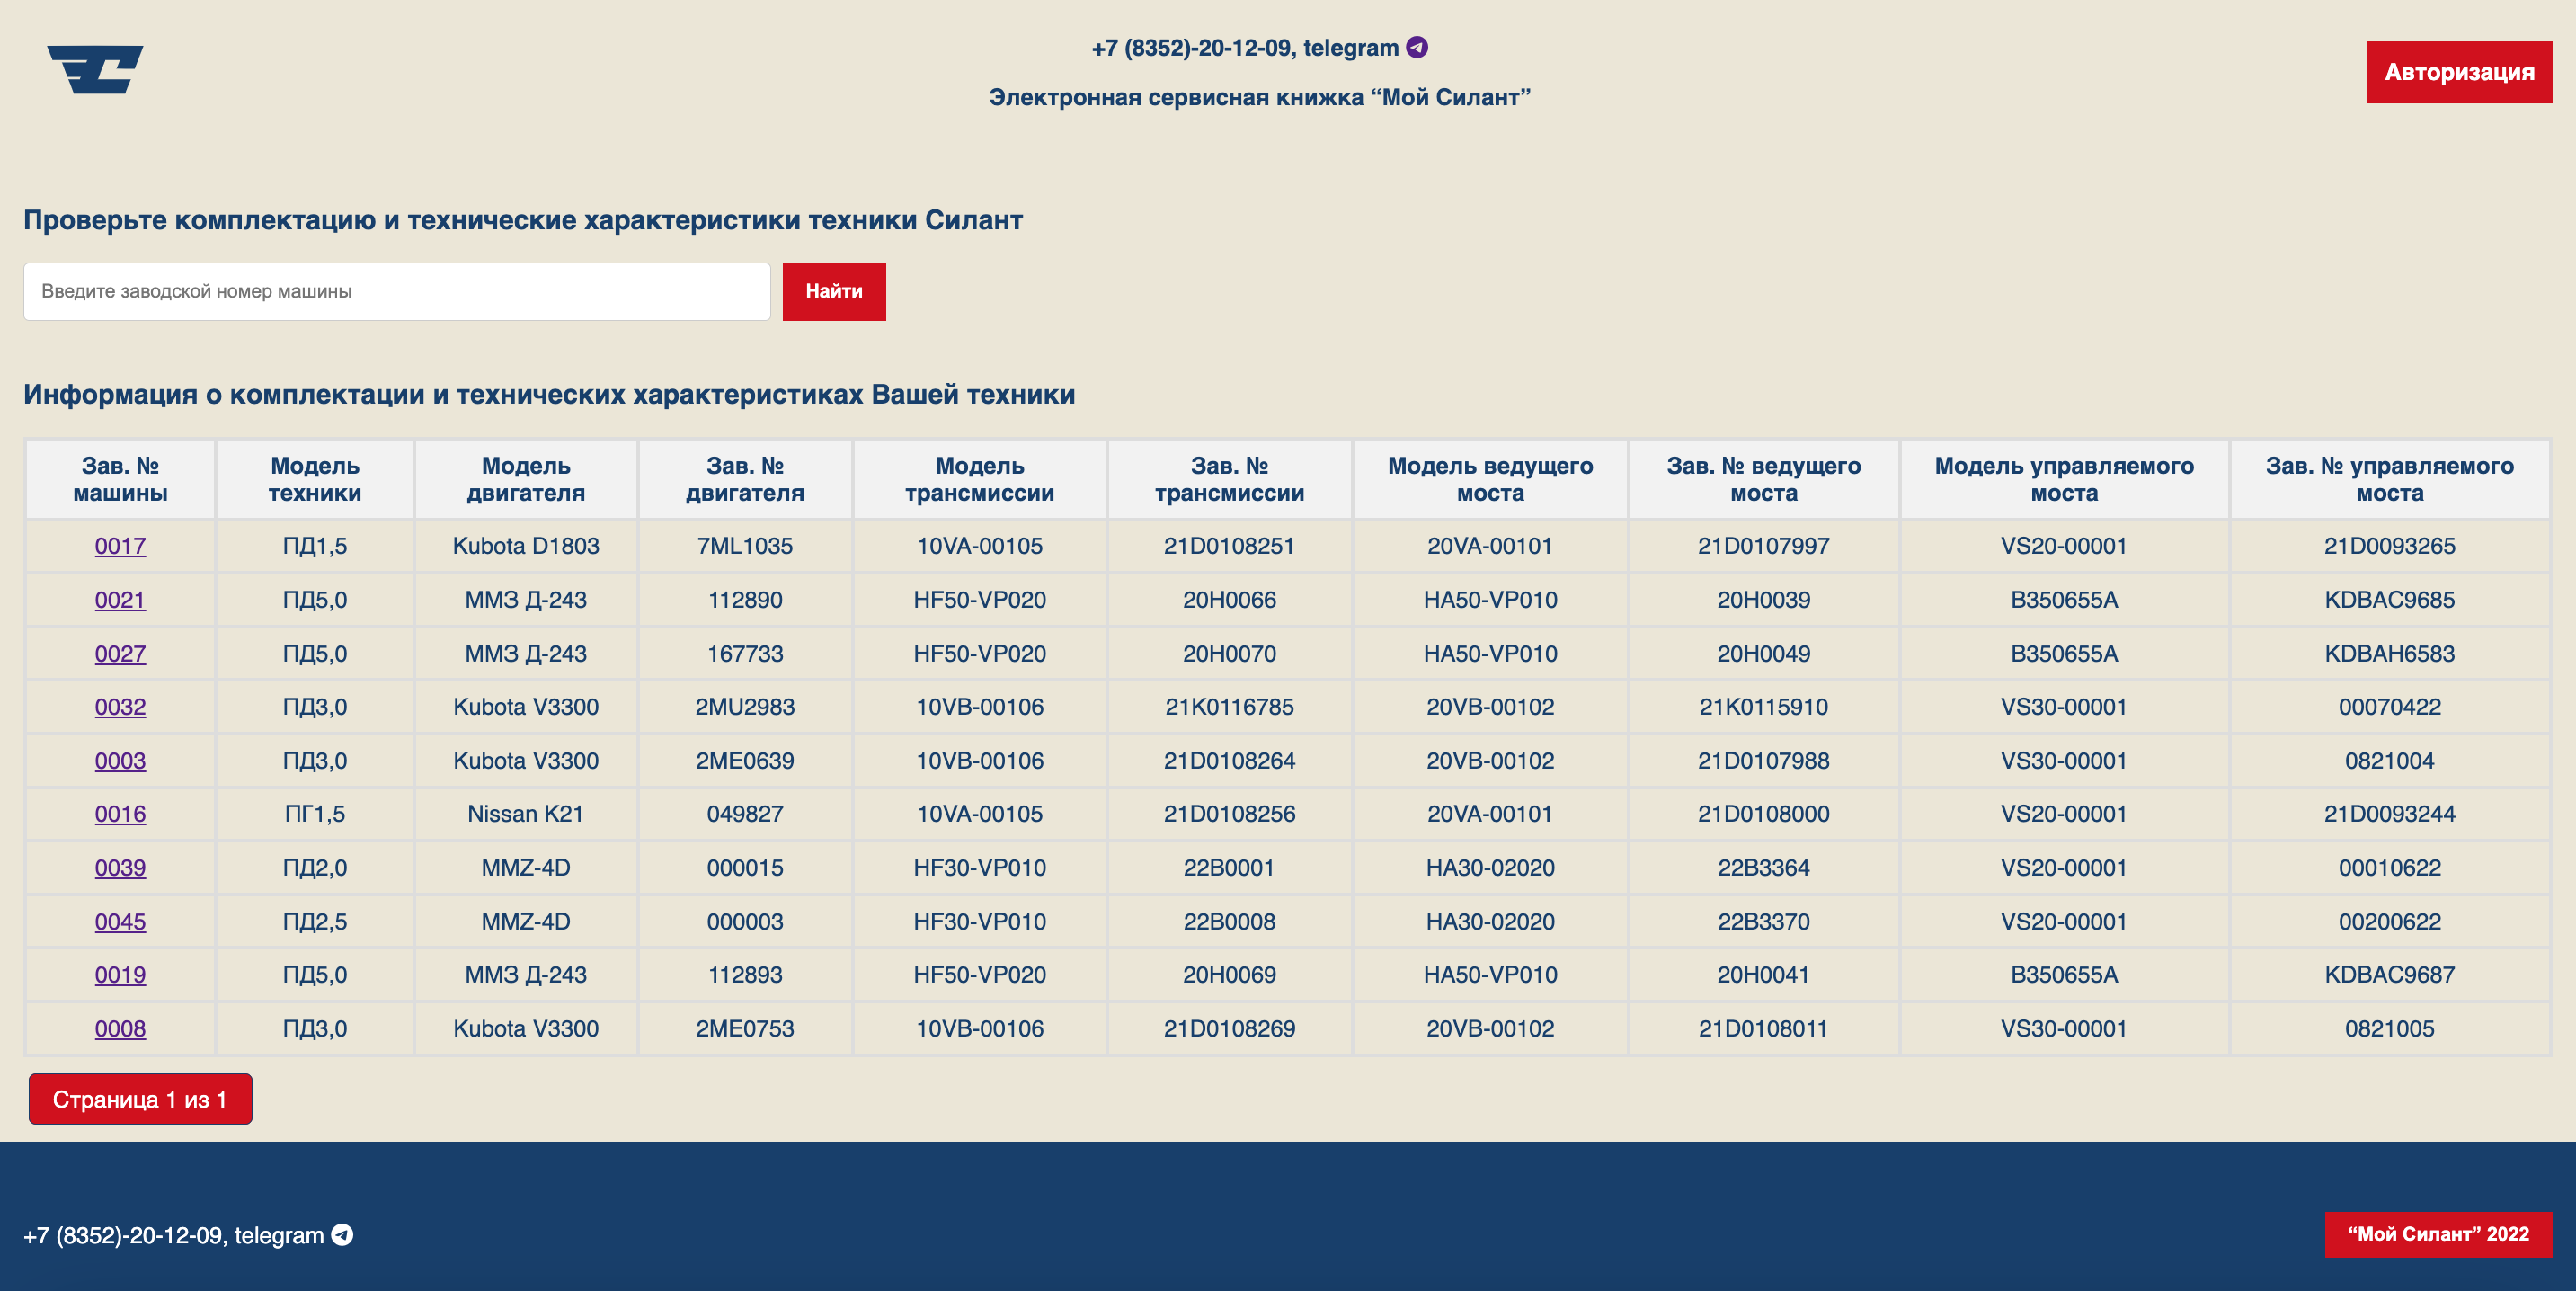 +7 (8352)-20-12-09, telegram
Электронная сервисная книжка “Мой Силант”
Авторизация
Проверьте комплектацию и технические характеристики техники Силант
Введите заводской номер машины
Найти
Информация о комплектации и технических характеристиках Вашей техники
Зав. № машины Модель техники Модель двигателя Зав. № двигателя Модель трансмиссии Зав. № трансмиссии Модель ведущего моста Зав. № ведущего моста Модель управляемого моста Зав. № управляемого моста
0017 ПД1,5 Kubota D1803 7ML1035 10VA-00105 21D0108251 20VA-00101 21D0107997 VS20-00001 21D0093265
0021 ПД5,0 ММЗ Д-243 112890 HF50-VP020 20H0066 HA50-VP010 20H0039 B350655A KDBAC9685
0027 ПД5,0 ММЗ Д-243 167733 HF50-VP020 20H0070 HA50-VP010 20H0049 B350655A KDBAH6583
0032 ПД3,0 Kubota V3300 2MU2983 10VB-00106 21K0116785 20VB-00102 21K0115910 VS30-00001 00070422
0003 ПД3,0 Kubota V3300 2ME0639 10VB-00106 21D0108264 20VB-00102 21D0107988 VS30-00001 0821004
0016 ПГ1,5 Nissan K21 049827 10VA-00105 21D0108256 20VA-00101 21D0108000 VS20-00001 21D0093244
0039 ПД2,0 MMZ-4D 000015 HF30-VP010 22B0001 HA30-02020 22B3364 VS20-00001 00010622
0045 ПД2,5 MMZ-4D 000003 HF30-VP010 22B0008 HA30-02020 22B3370 VS20-00001 00200622
0019 ПД5,0 ММЗ Д-243 112893 HF50-VP020 20H0069 HA50-VP010 20H0041 B350655A KDBAC9687
0008 ПД3,0 Kubota V3300 2ME0753 10VB-00106 21D0108269 20VB-00102 21D0108011 VS30-00001 0821005
Страница 1 из 1
+7 (8352)-20-12-09, telegram
“Мой Силант” 2022